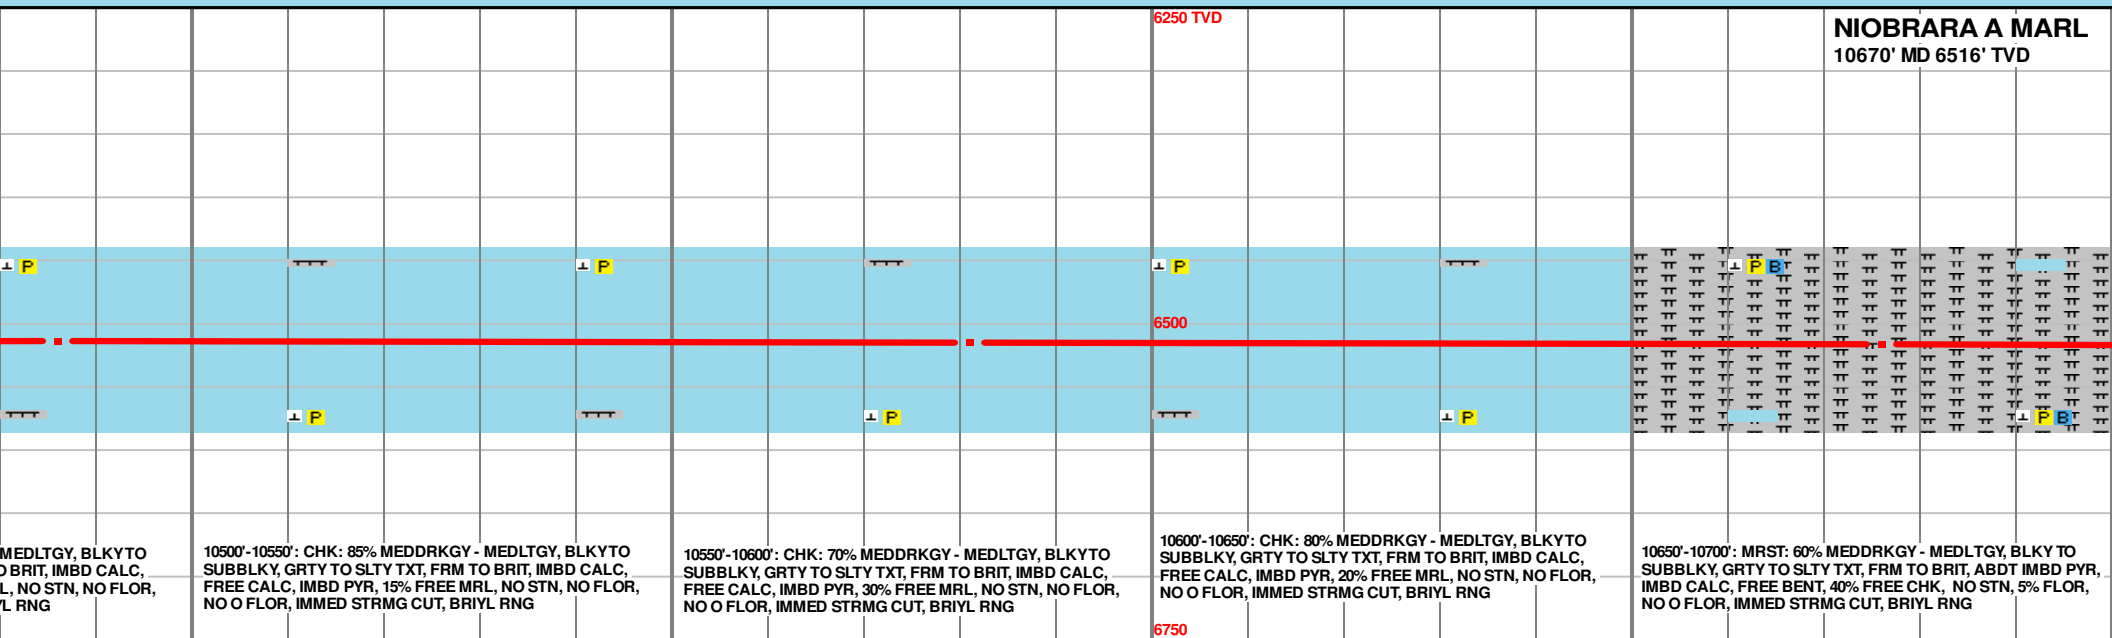 6250 TVD
NIOBRARA A MARL
10670' MD 6516' TVD
P
P
P
P B
6500
P
P
P
P B
MEDLTGY, BLKY TO
O BRIT, IMBD CALC,
L, NO STN, NO FLOR,
YL RNG
10500'-10550': CHK: 85% MEDDRKGY - MEDLTGY, BLKY TO
SUBBLKY, GRTY TO SLTY TXT, FRM TO BRIT, IMBD CALC,
FREE CALC, IMBD PYR, 15% FREE MRL, NO STN, NO FLOR,
NO O FLOR, IMMED STRMG CUT, BRIYL RNG
10550'-10600': CHK: 70% MEDDRKGY - MEDLTGY, BLKY TO
SUBBLKY, GRTY TO SLTY TXT, FRM TO BRIT, IMBD CALC,
FREE CALC, IMBD PYR, 30% FREE MRL, NO STN, NO FLOR,
NO O FLOR, IMMED STRMG CUT, BRIYL RNG
10600'-10650': CHK: 80% MEDDRKGY - MEDLTGY, BLKY TO
SUBBLKY, GRTY TO SLTY TXT, FRM TO BRIT, IMBD CALC,
FREE CALC, IMBD PYR, 20% FREE MRL, NO STN, NO FLOR,
NO O FLOR, IMMED STRMG CUT, BRIYL RNG
10650'-10700': MRST: 60% MEDDRKGY - MEDLTGY, BLKY TO
SUBBLKY, GRTY TO SLTY TXT, FRM TO BRIT, ABDT IMBD PYR,
IMBD CALC, FREE BENT, 40% FREE CHK, NO STN, 5% FLOR,
NO O FLOR, IMMED STRMG CUT, BRIYL RNG
6750